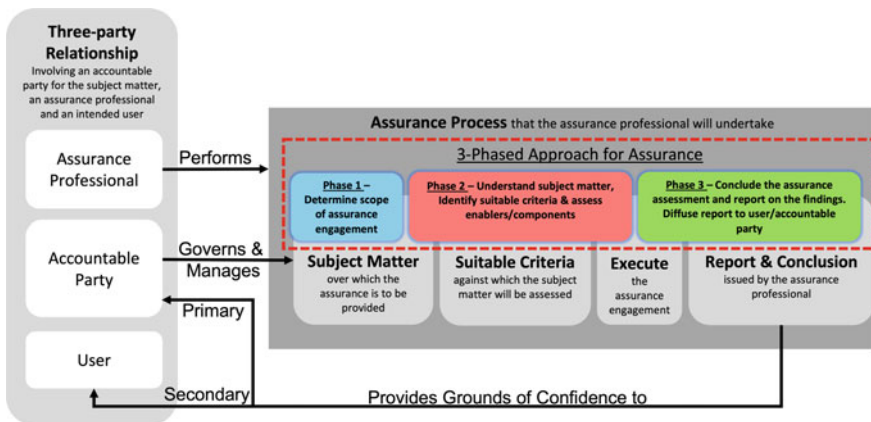 Three-party
Relationship
Involving an accountable
party for the subject matter,
an assurance professional
and an intended user
Assurance
Professional
Accountable
Party
User
Performs
Governs &
Manages
Primary
Secondary
Provides Grounds of Confidence to
Assurance Process that the assurance professional will undertake
3-Phased Approach for Assurance
Phase 1 –
Determine scope
of assurance
engagement
Phase 2 – Understand subject matter,
Identify suitable criteria & assess
enablers/components
Phase 3 – Conclude the assurance
assessment and report on the findings.
Diffuse report to user/accountable
party
Subject Matter
over which the
assurance is to be
provided
Suitable Criteria
against which the subject
matter will be assessed
Execute
the
assurance
engagement
Report & Conclusion
issued by the assurance
professional